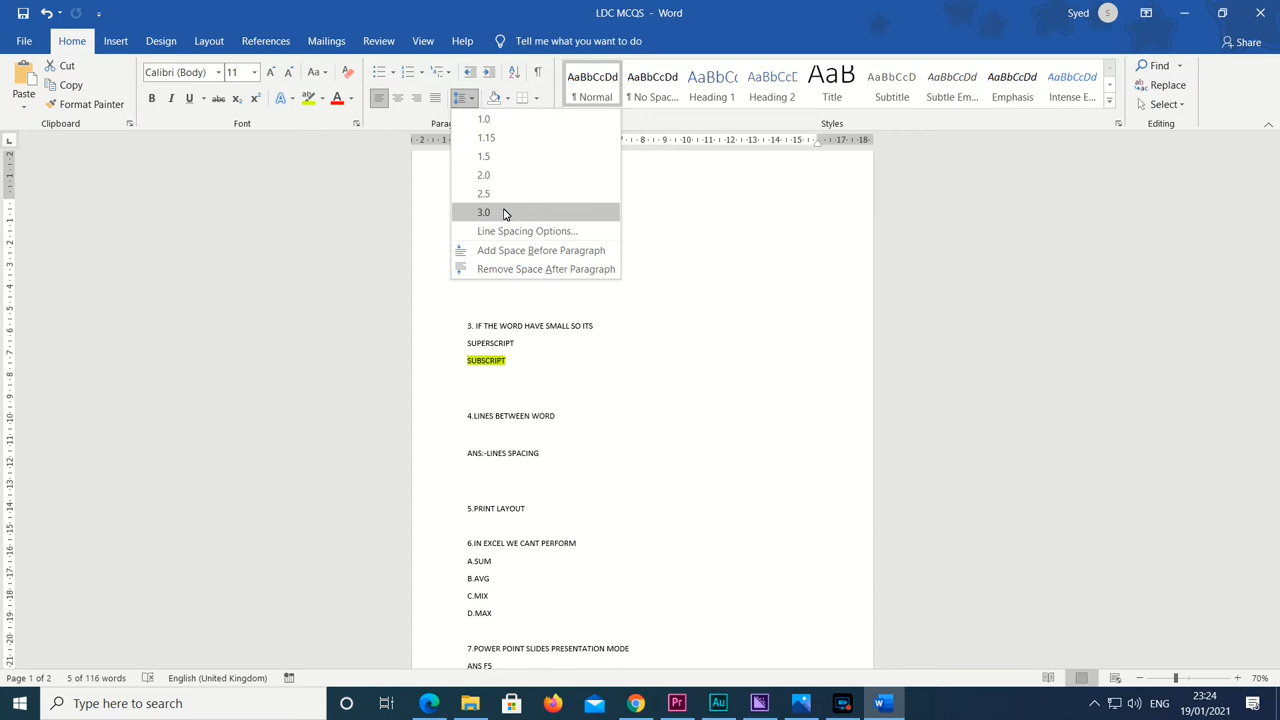 LDC MCQS - Word
Syed
File Home Insert Design Layout References Mailings Review View Help Tell me what you want to do
Share
Paste
Cut
Copy
Format Painter
Clipboard
Calibri (Body) 11
Font
AaBbCcDd AaBbCcDd AaBbCc AaBbCcD AaB AaBbCcDd AaBbCcDd AaBbCcDd AaBbCcDd
¶ Normal ¶ No Spac... Heading 1 Heading 2 Title Subtitle Subtle Em... Emphasis Intense E...
Styles
Find
Replace
Select
Editing
1.0
1.15
1.5
2.0
2.5
3.0
Line Spacing Options...
Add Space Before Paragraph
Remove Space After Paragraph
3. IF THE WORD HAVE SMALL SO ITS
SUPERSCRIPT
SUBSCRIPT
4.LINES BETWEEN WORD
ANS:-LINES SPACING
5.PRINT LAYOUT
6.IN EXCEL WE CANT PERFORM
A.SUM
B.AVG
C.MIX
D.MAX
7.POWER POINT SLIDES PRESENTATION MODE
ANS F5
Page 1 of 2 5 of 116 words English (United Kingdom) 70%
Type here to search
ENG
23:24
19/01/2021